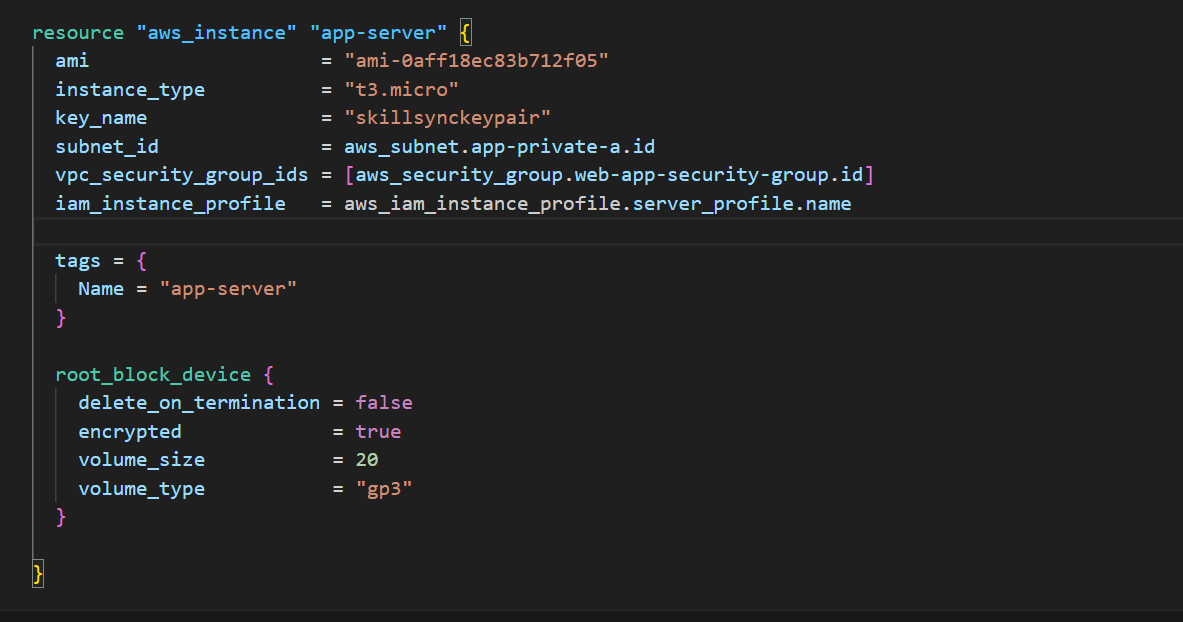 resource "aws_instance" "app-server" {
  ami                    = "ami-0aff18ec83b712f05"
  instance_type          = "t3.micro"
  key_name               = "skillsynckeypair"
  subnet_id              = aws_subnet.app-private-a.id
  vpc_security_group_ids = [aws_security_group.web-app-security-group.id]
  iam_instance_profile   = aws_iam_instance_profile.server_profile.name

  tags = {
    Name = "app-server"
  }

  root_block_device {
    delete_on_termination = false
    encrypted             = true
    volume_size           = 20
    volume_type           = "gp3"
  }

}